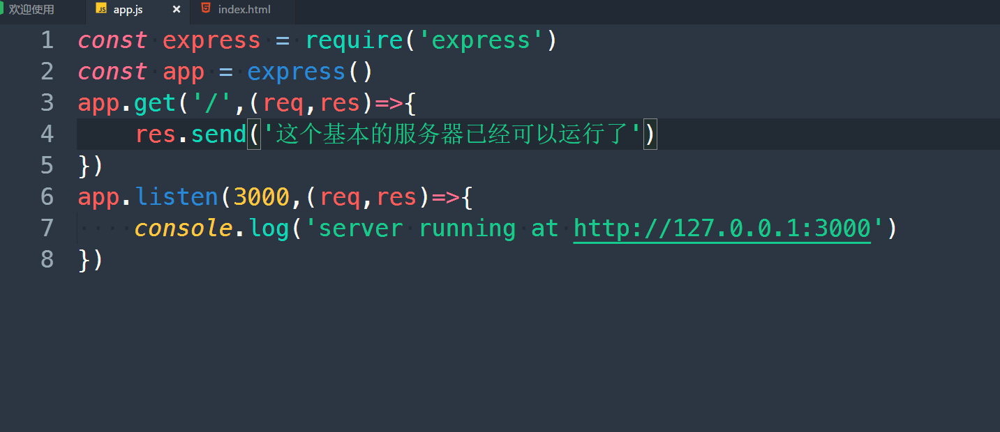 欢迎使用 JS app.js × index.html
1 const express = require('express')
2 const app = express()
3 app.get('/',(req,res)=>{
4     res.send('这个基本的服务器已经可以运行了')
5 })
6 app.listen(3000,(req,res)=>{
7     console.log('server running at http://127.0.0.1:3000')
8 })